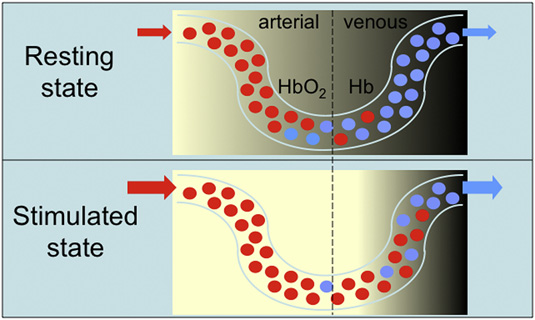 arterial venous
Resting
state
HbO₂ Hb
Stimulated
state